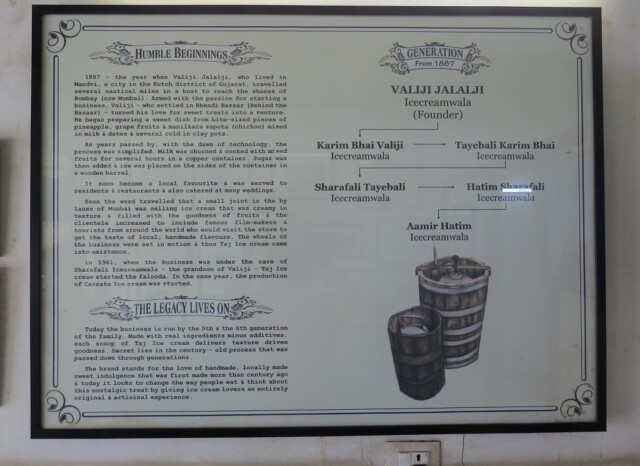 HUMBLE BEGINNINGS
1887 - the year when Valiji Jalalji, who lived in
Mandvi, a city in the Kutch district of Gujarat, travelled
several nautical miles in a boat to reach the shores of
Bombay (now Mumbai). Armed with the passion for starting a
business, Valiji - who settled in Bhendi Bazaar (Behind the
Bazaar) - turned his love for sweet treats into a venture.
He began preparing a sweet dish from bite-sized pieces of
pineapple, grape fruits & manilkara zapota (chickoo) mixed
in milk & dates & several cold in clay pots.
As years passed by, with the dawn of technology, the
process was simplifed. Milk was churned & cooked with mixed
fruits for several hours in a copper container. Sugar was
then added & ice was placed on the sides of the container in
a wooden barrel.
It soon became a local favourite & was served to
residents & restaurants & also catered at many weddings.
Soon the word travelled that a small joint in the by
lanes of Mumbai was selling ice cream that was creamy in
texture & filled with the goodness of fruits & the
clientele increased to include famous film-makers &
tourists from around the world who would visit the store to
get the taste of local, handmade flavours. The wheels of
the business were set in motion & thus Taj Ice cream came
into existence.
in 1961, when the business was under the care of
Sharafali Icecreamwala - the grandson of Valiji - Taj Ice
cream started the falooda. In the same year, the production
of Cassata Ice cream was started.
THE LEGACY LIVES ON
Today the business is run by the 5th & the 6th generation
of the family. Made with real ingredients minus additives,
each scoop of Taj Ice cream delivers texture driven
goodness. Secret lies in the century - old process that was
passed down through generations.
The brand stands for the love of handmade, locally made
sweet indulgence that was first made more than century ago
& today it looks to change the way people eat & think about
this nostalgic treat by giving ice cream lovers an entirely
original & artisinal experience.
GENERATION
From 1887
VALIJI JALALJI
Icecreamwala
(Founder)
Karim Bhai Valiji
Icecreamwala
Tayebali Karim Bhai
Icecreamwala
Sharafali Tayebali
Icecreamwala
Hatim Sharafali
Icecreamwala
Aamir Hatim
Icecreamwala